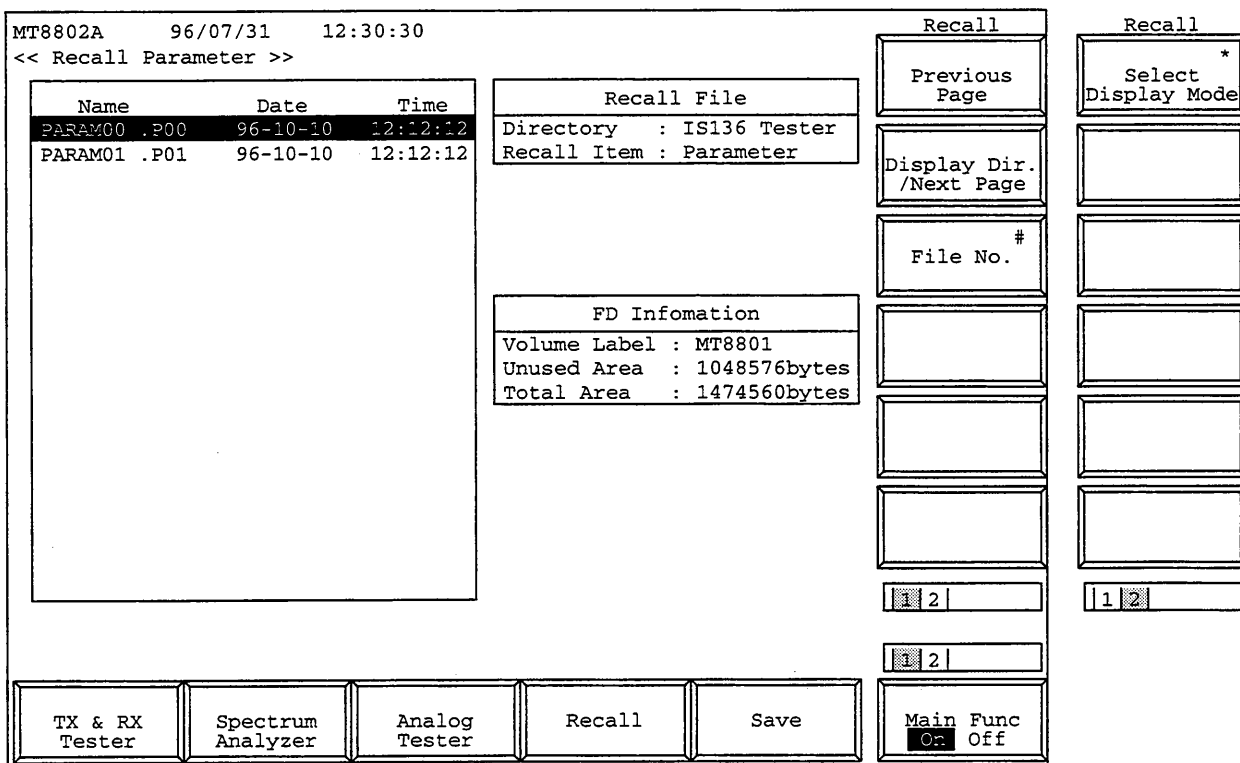 MT8802A 96/07/31 12:30:30
<< Recall Parameter >>
Name Date Time
PARAM00 .P00 96-10-10 12:12:12
PARAM01 .P01 96-10-10 12:12:12
Recall File
Directory : IS136 Tester
Recall Item : Parameter
FD Infomation
Volume Label : MT8801
Unused Area : 1048576bytes
Total Area : 1474560bytes
Recall
Previous
Page
Display Dir.
/Next Page
#
File No.
1 2
1 2
Recall
*
Select
Display Mode
1 2
TX & RX
Tester
Spectrum
Analyzer
Analog
Tester
Recall
Save
Main Func
On Off